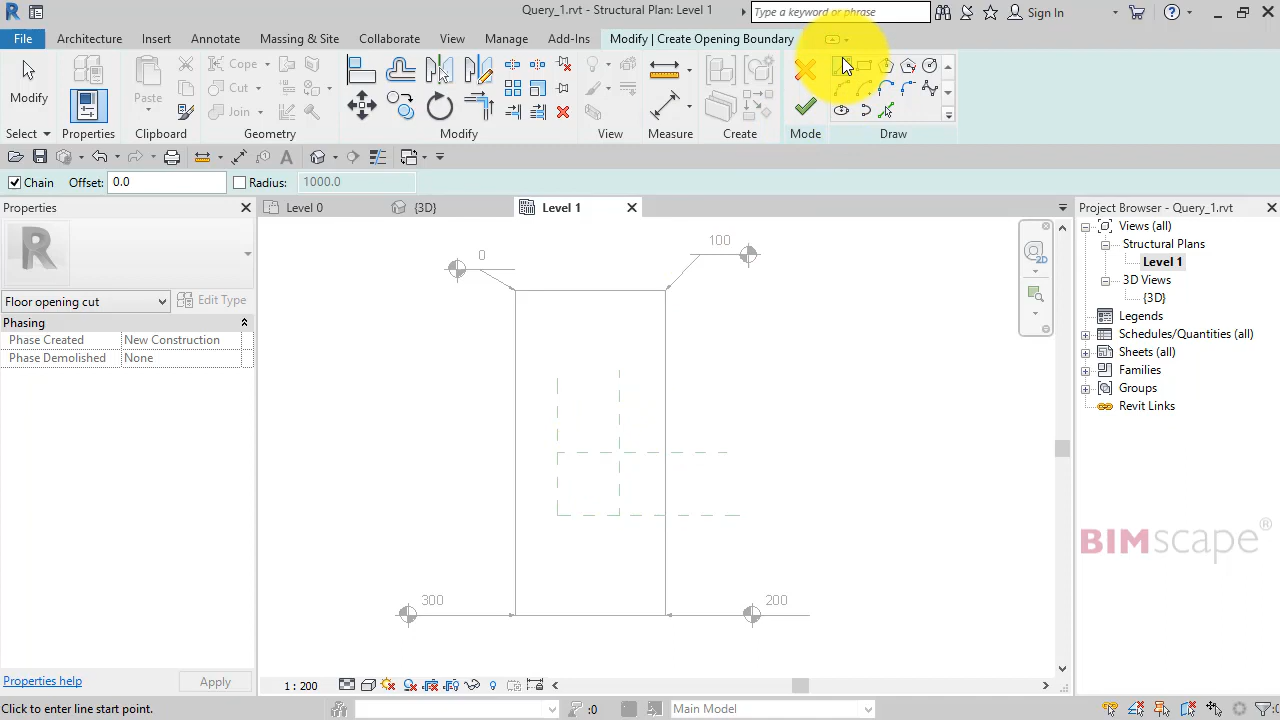 Query_1.rvt - Structural Plan: Level 1
Type a keyword or phrase
Sign In
File
Archite
Insert
Annotate
Massing & Site
Collaborate
View
Manage
Add-Ins
Modify | Create Opening Boundary
Modify
Properties
Paste
Cope
Cut
Join
Select
Properties
Clipboard
Geometry
Modify
View
Measure
Create
Mode
Draw
Chain
Offset:
0.0
Radius:
1000.0
Properties
Level 0
{3D}
Level 1
Project Browser - Query_1.rvt
Floor opening cut
Edit Type
Phasing
Phase Created
New Construction
Phase Demolished
None
0
100
2D
Views (all)
Structural Plans
Level 1
3D Views
{3D}
Legends
Schedules/Quantities (all)
Sheets (all)
Families
Groups
Revit Links
BIMscape®
300
200
Properties help
Apply
1 : 200
Click to enter line start point.
:0
Main Model
:0